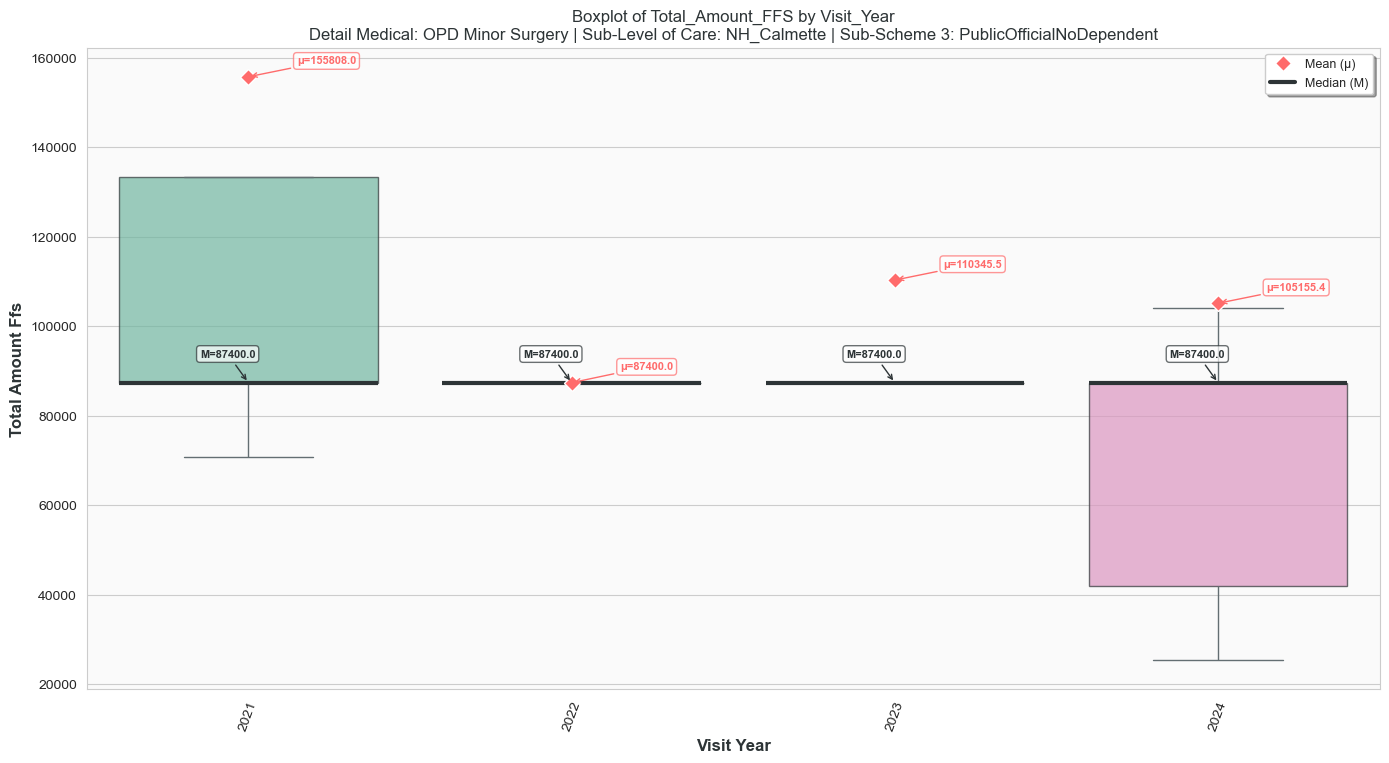 Boxplot of Total_Amount_FFS by Visit_Year
Detail Medical: OPD Minor Surgery | Sub-Level of Care: NH_Calmette | Sub-Scheme 3: PublicOfficialNoDependent
Mean (μ)
Median (M)
Total Amount Ffs
160000
140000
120000
100000
80000
60000
40000
20000
μ=155808.0
M=87400.0
M=87400.0
μ=87400.0
μ=110345.5
M=87400.0
μ=105155.4
M=87400.0
2021
2022
2023
2024
Visit Year